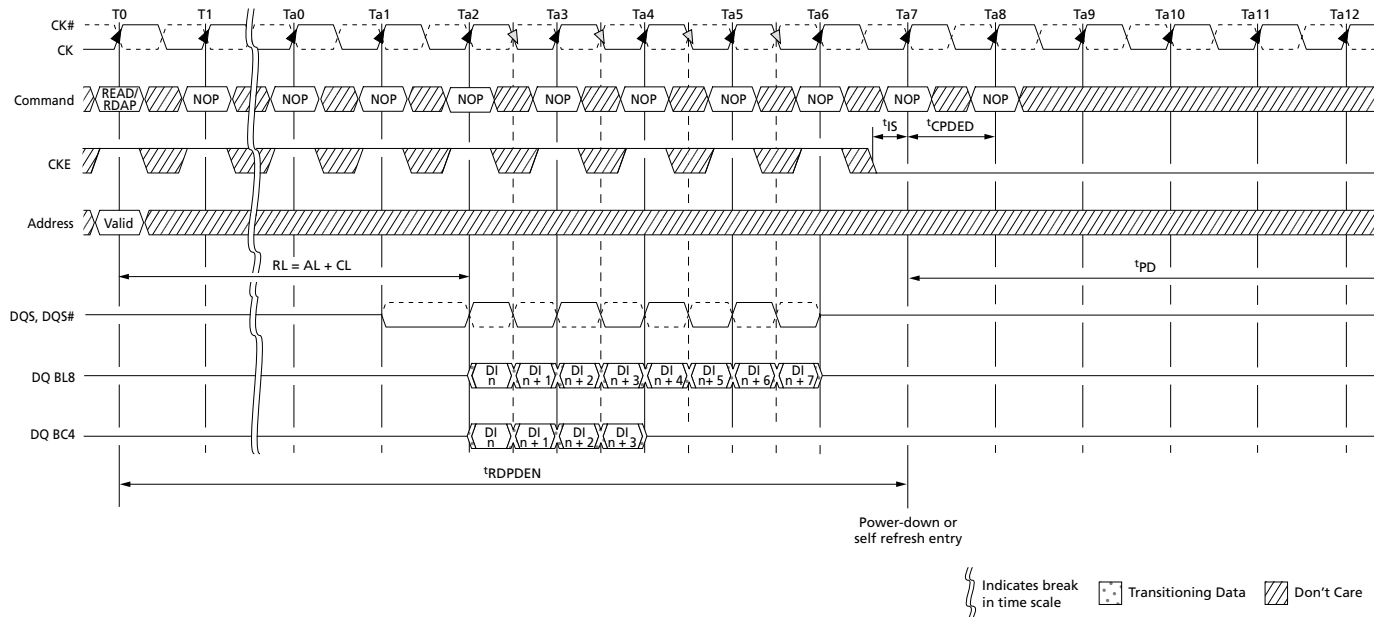 T0 T1 Ta0 Ta1 Ta2 Ta3 Ta4 Ta5 Ta6 Ta7 Ta8 Ta9 Ta10 Ta11 Ta12
CK#
CK
Command READ/ RDAP NOP NOP NOP NOP NOP NOP NOP NOP NOP NOP
tIS tCPDED
CKE
Address Valid
RL = AL + CL tPD
DQS, DQS#
DQ BL8 DI n DI n + 1 DI n + 2 DI n + 3 DI n + 4 DI n+ 5 DI n + 6 DI n + 7
DQ BC4 DI n DI n + 1 DI n + 2 DI n + 3
tRDPDEN
Power-down or
self refresh entry
Indicates break
in time scale
Transitioning Data
Don't Care